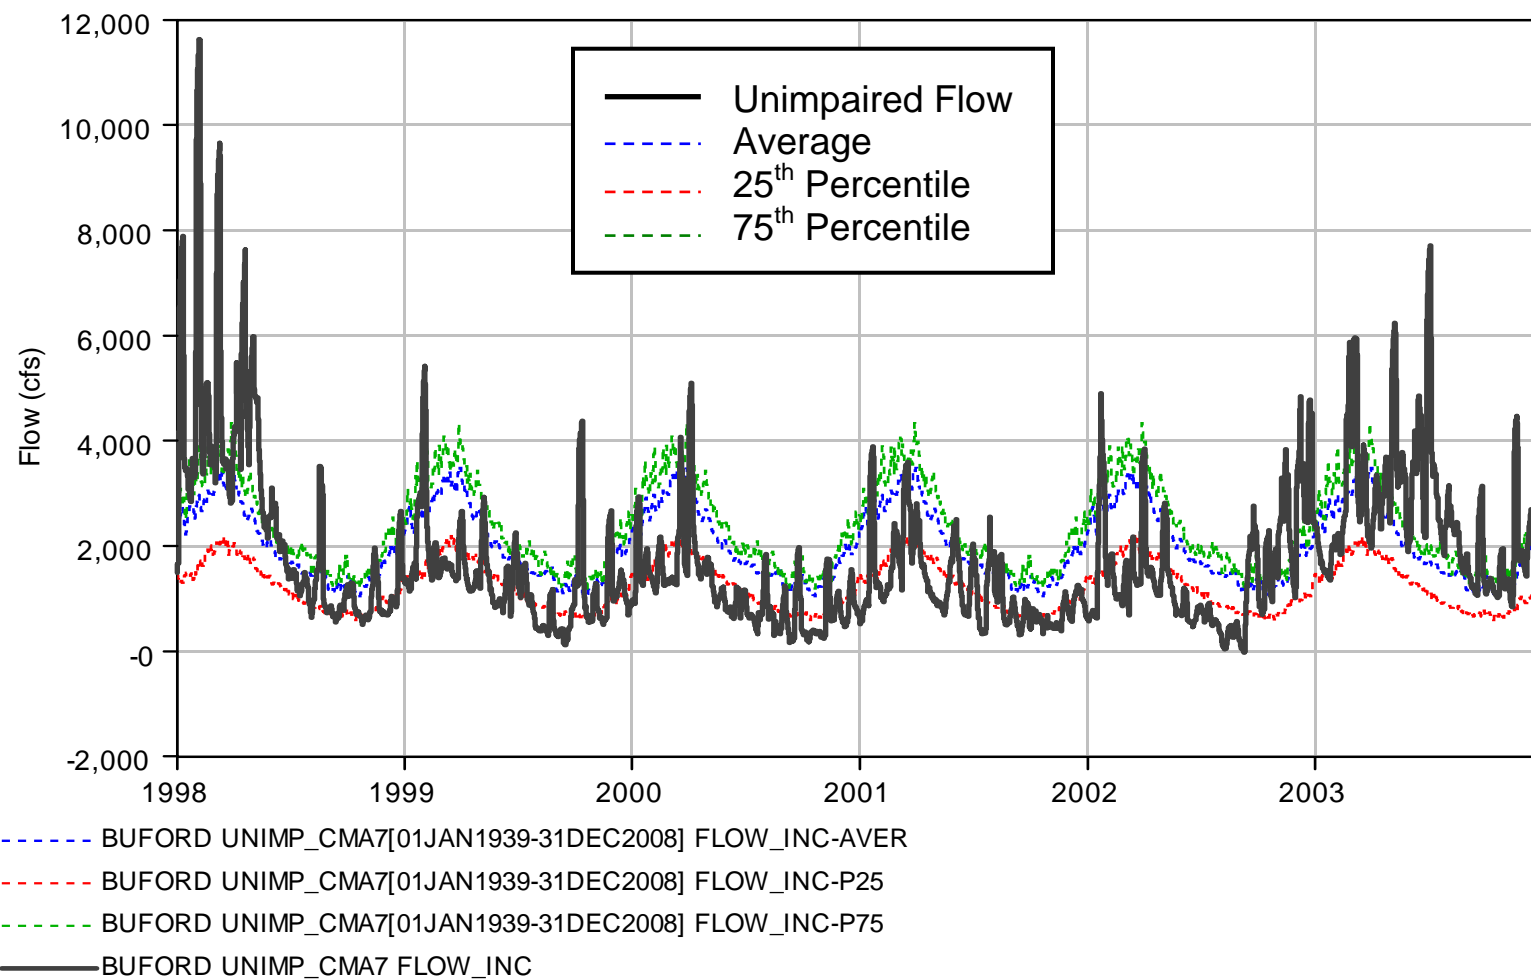 12,000
10,000
8,000
6,000
4,000
2,000
-0
-2,000
Flow (cfs)
Unimpaired Flow
Average
25th Percentile
75th Percentile
1998 1999 2000 2001 2002 2003
BUFORD UNIMP_CMA7[01JAN1939-31DEC2008] FLOW_INC-AVER
BUFORD UNIMP_CMA7[01JAN1939-31DEC2008] FLOW_INC-P25
BUFORD UNIMP_CMA7[01JAN1939-31DEC2008] FLOW_INC-P75
BUFORD UNIMP_CMA7 FLOW_INC